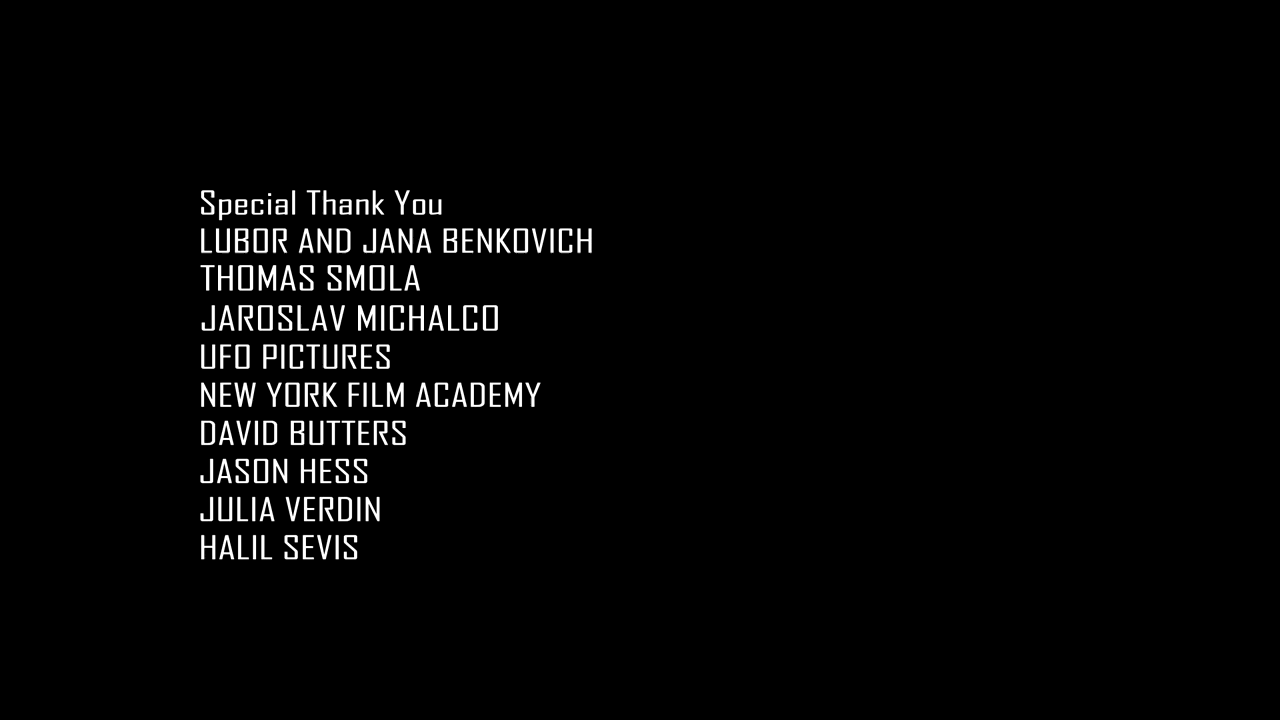 Special Thank You
LUBOR AND JANA BENKOVICH
THOMAS SMOLA
JAROSLAV MICHALCO
UFO PICTURES
NEW YORK FILM ACADEMY
DAVID BUTTERS
JASON HESS
JULIA VERDIN
HALIL SEVIS